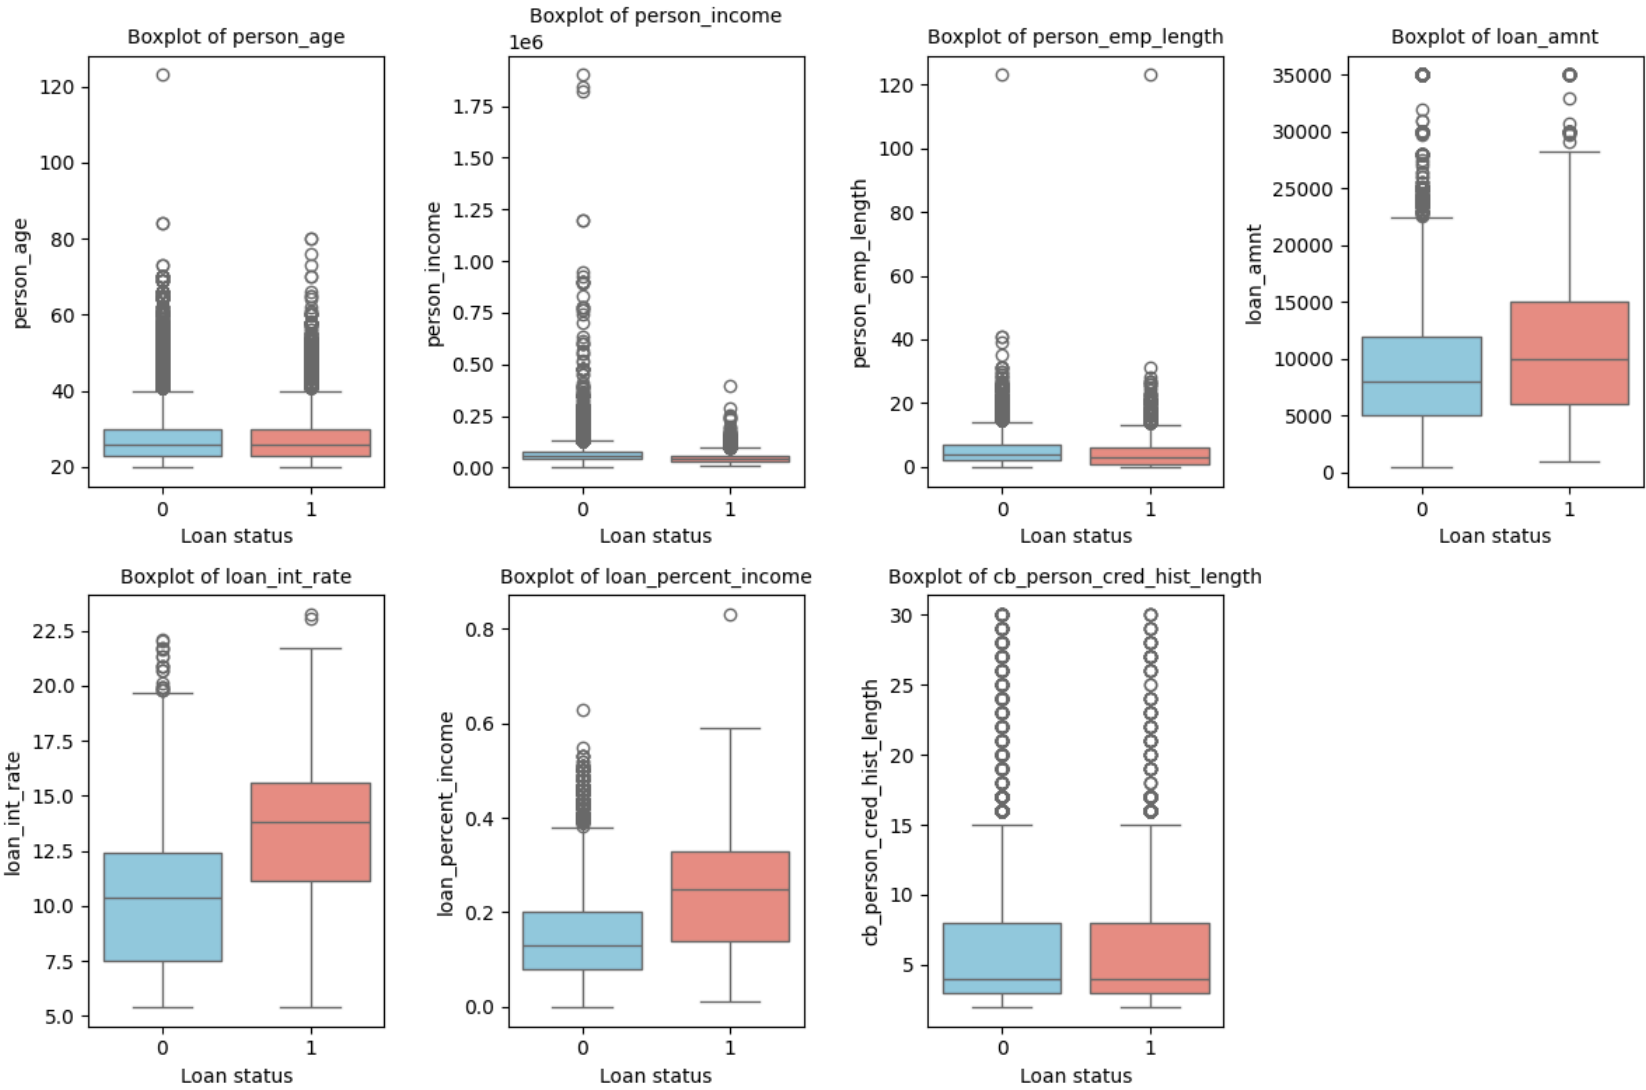 Boxplot of person_age
120
100
80
60
40
20
person_age
0 1
Loan status
Boxplot of person_income
1e6
1.75
1.50
1.25
1.00
0.75
0.50
0.25
0.00
person_income
0 1
Loan status
Boxplot of person_emp_length
120
100
80
60
40
20
0
person_emp_length
0 1
Loan status
Boxplot of loan_amnt
35000
30000
25000
20000
15000
10000
5000
0
loan_amnt
0 1
Loan status
Boxplot of loan_int_rate
22.5
20.0
17.5
15.0
12.5
10.0
7.5
5.0
loan_int_rate
0 1
Loan status
Boxplot of loan_percent_income
0.8
0.6
0.4
0.2
0.0
loan_percent_income
0 1
Loan status
Boxplot of cb_person_cred_hist_length
30
25
20
15
10
5
cb_person_cred_hist_length
0 1
Loan status